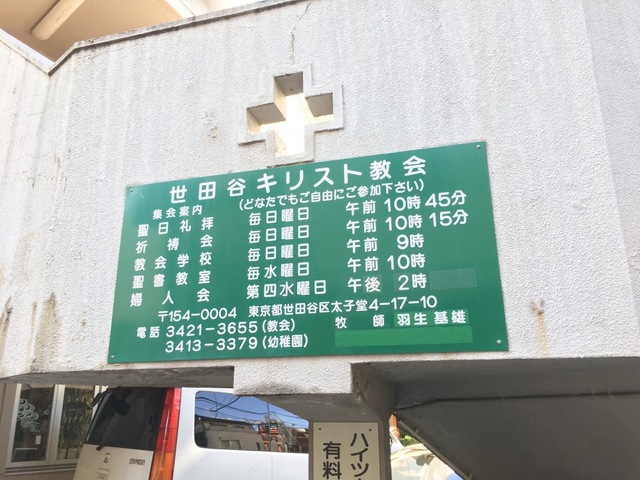 世田谷キリスト教会
(どなたでもご自由にご参加下さい)
集会案内
聖日礼拝 毎日曜日 午前10時45分
祈祷会 毎日曜日 午前10時15分
教会学校 毎日曜日 午前9時
聖書教室 毎水曜日 午前10時
婦人会 第四水曜日 午後2時
〒154-0004 東京都世田谷区太子堂4-17-10
電話 3421-3655(教会) 牧師 羽生基雄
3413-3379(幼稚園)
ハイツ
有料